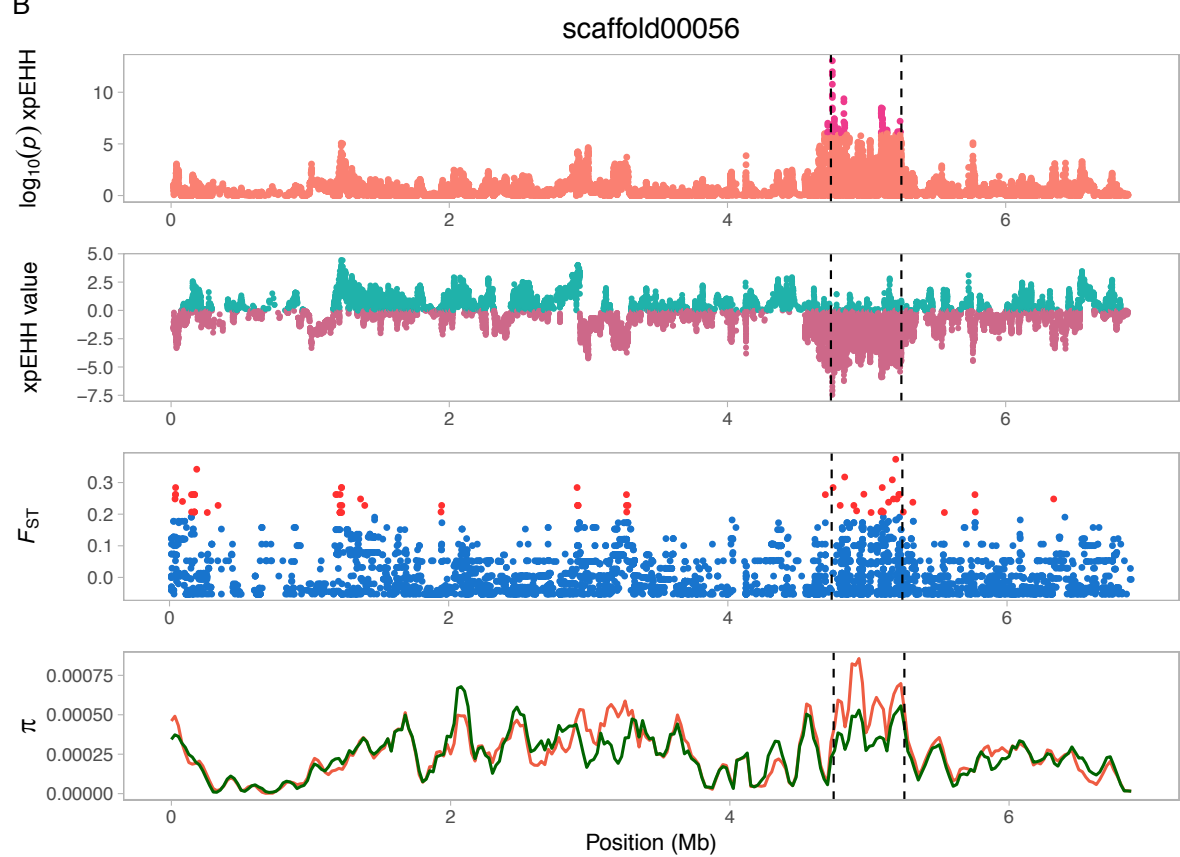 B
scaffold00056
log₁₀(p) xpEHH
10
5
0
0 2 4 6
xpEHH value
5.0
2.5
0.0
−2.5
−5.0
−7.5
0 2 4 6
FST
0.3
0.2
0.1
0.0
0 2 4 6
π
0.00075
0.00050
0.00025
0.00000
0 2 4 6
Position (Mb)